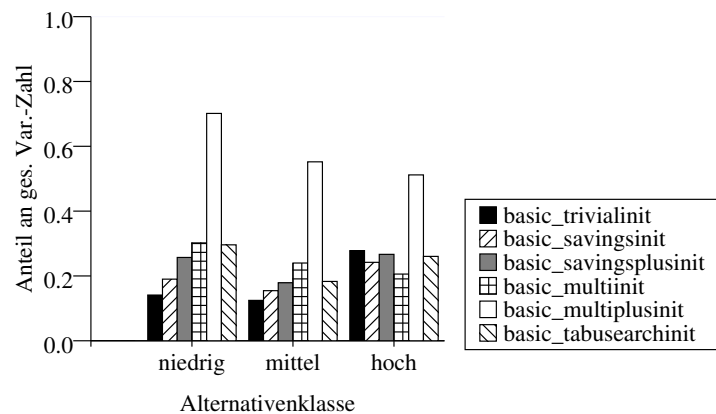 Anteil an ges. Var.-Zahl
1.0
0.8
0.6
0.4
0.2
0.0
niedrig mittel hoch
Alternativenklasse
basic_trivialinit
basic_savingsinit
basic_savingsplusinit
basic_multiinit
basic_multiplusinit
basic_tabusearchinit